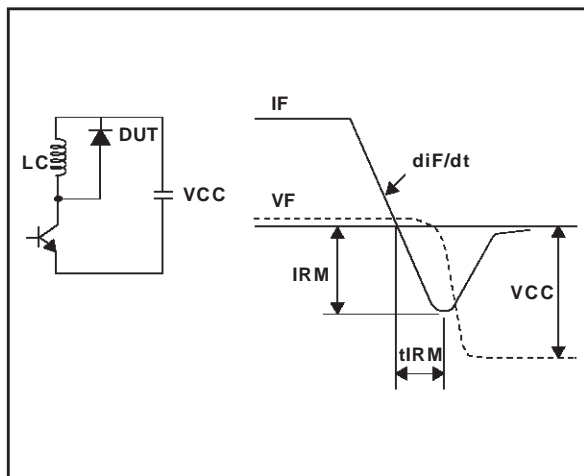 DUT
LC
VCC
IF
diF/dt
VF
IRM
VCC
tIRM